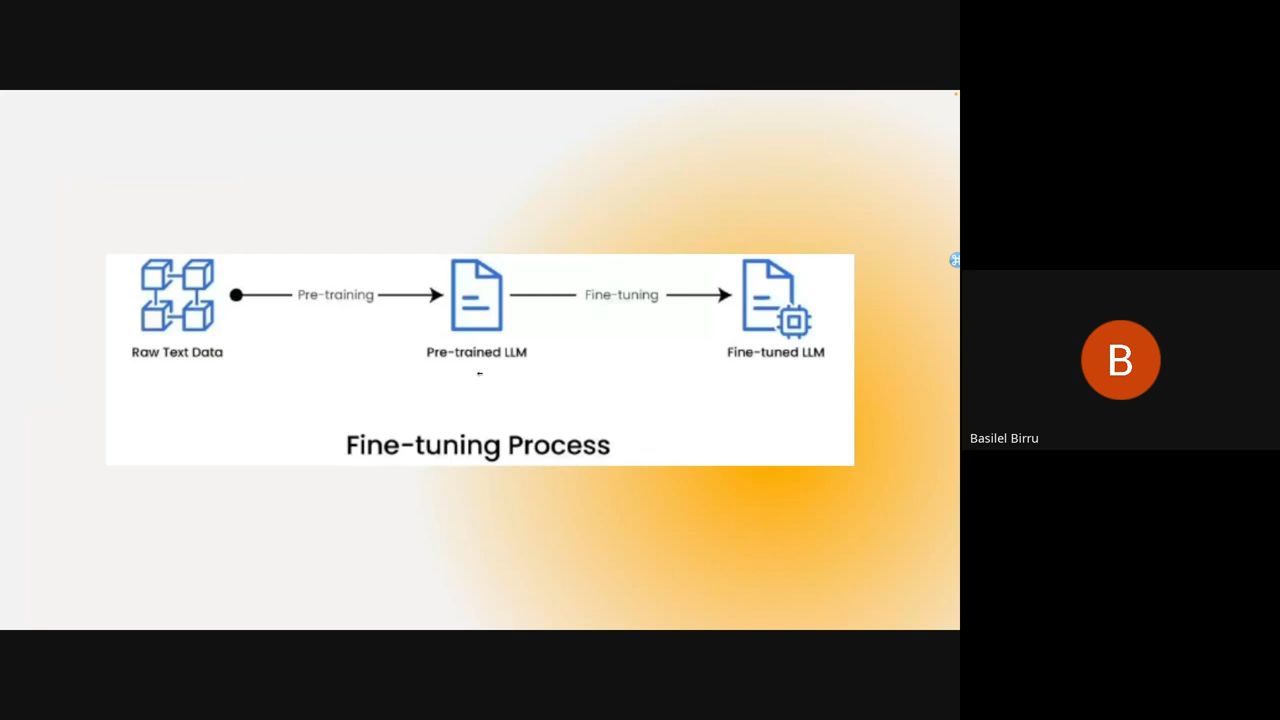 Pre-training
Fine-tuning
Raw Text Data
Pre-trained LLM
Fine-tuned LLM
Fine-tuning Process
B
Basilel Birru